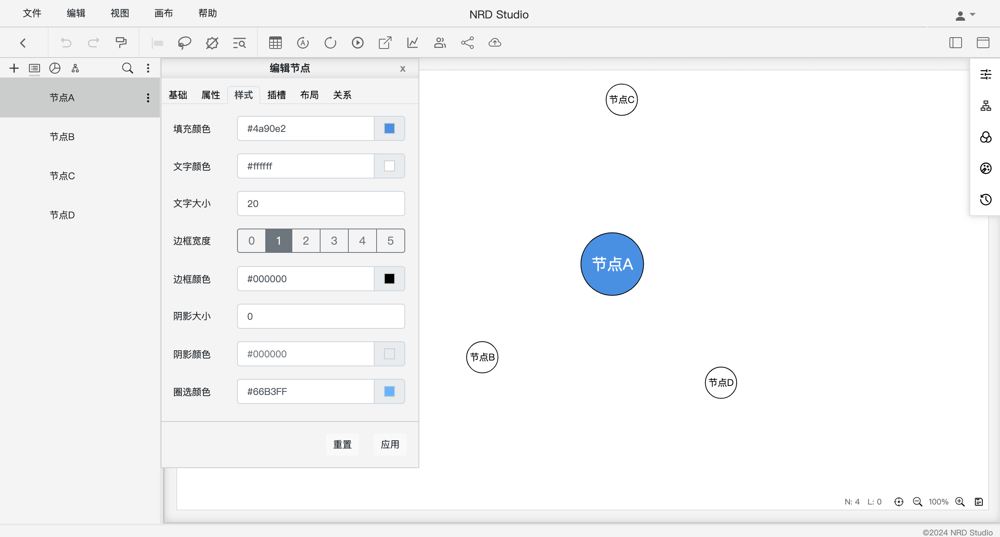 文件 编辑 视图 画布 帮助
NRD Studio
节点A
节点B
节点C
节点D
编辑节点 x
基础 属性 样式 插槽 布局 关系
填充颜色 #4a90e2
文字颜色 #ffffff
文字大小 20
边框宽度 0 1 2 3 4 5
边框颜色 #000000
阴影大小 0
阴影颜色 #000000
圈选颜色 #66B3FF
重置 应用
节点C
节点A
节点B
节点D
N: 4 L: 0 100%
©2024 NRD Studio